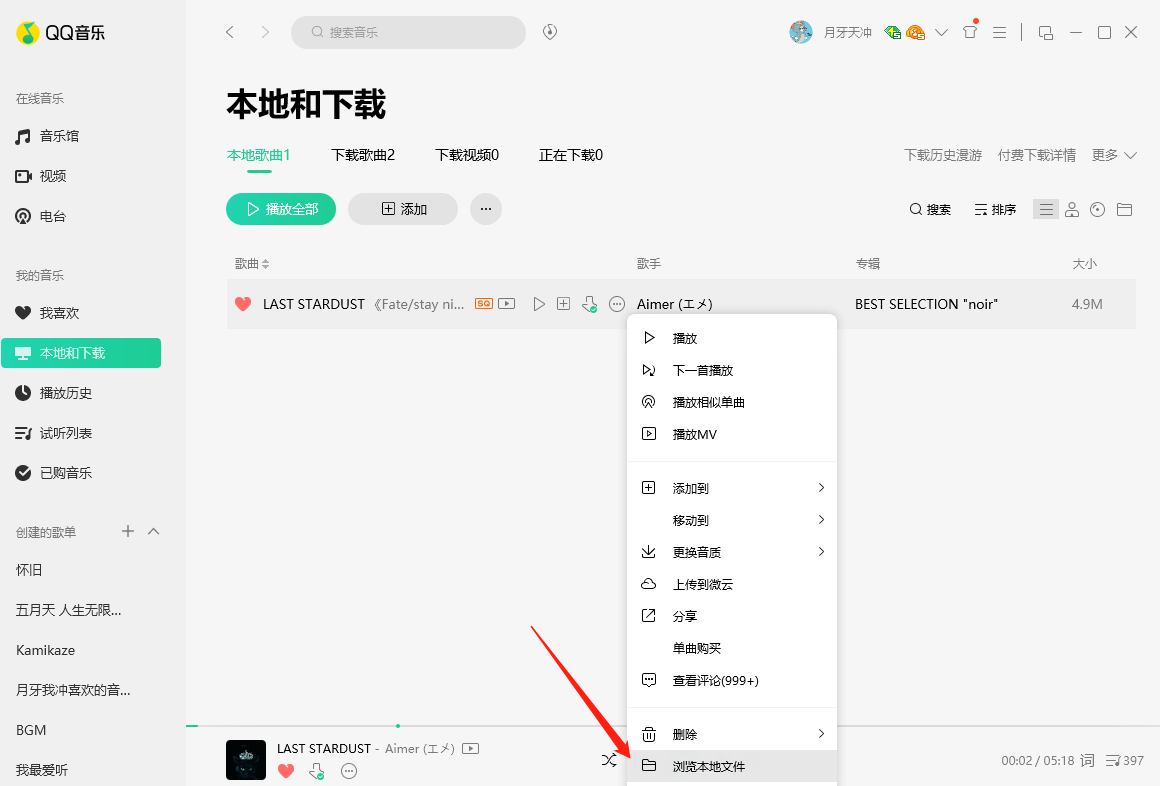 QQ音乐
搜索音乐
月牙天冲
在线音乐
音乐馆
视频
电台
我的音乐
我喜欢
本地和下载
播放历史
试听列表
已购音乐
创建的歌单
怀旧
五月天 人生无限...
Kamikaze
月牙我冲喜欢的音...
BGM
我最爱听
本地和下载
本地歌曲1 下载歌曲2 下载视频0 正在下载0
下载历史漫游 付费下载详情 更多
播放全部 添加 ...
搜索 排序
歌曲 歌手 专辑 大小
LAST STARDUST 《Fate/stay ni... SQ Aimer (エメ) BEST SELECTION "noir" 4.9M
播放
下一首播放
播放相似单曲
播放MV
添加到
移动到
更换音质
上传到微云
分享
单曲购买
查看评论(999+)
删除
浏览本地文件
LAST STARDUST - Aimer (エメ)
00:02 / 05:18 词 397